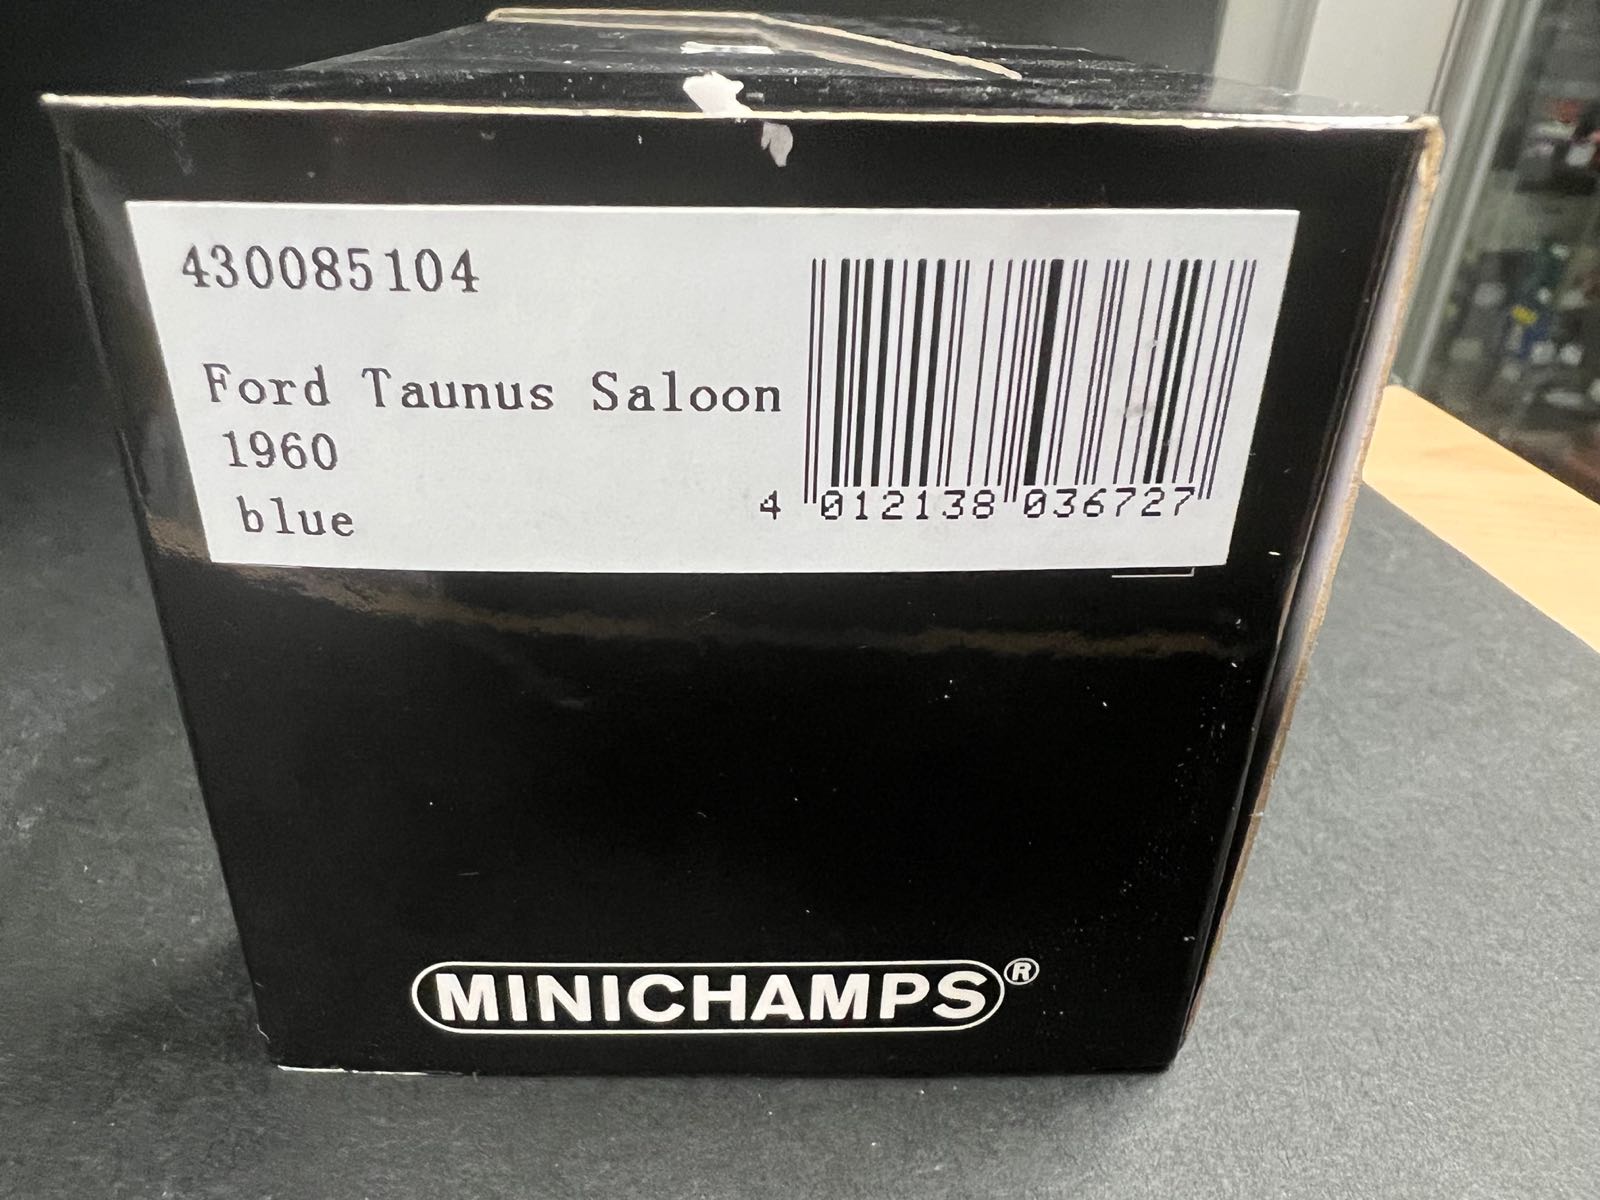 430085104
Ford Taunus Saloon
1960
blue
4 012138 036727
MINICHAMPS®